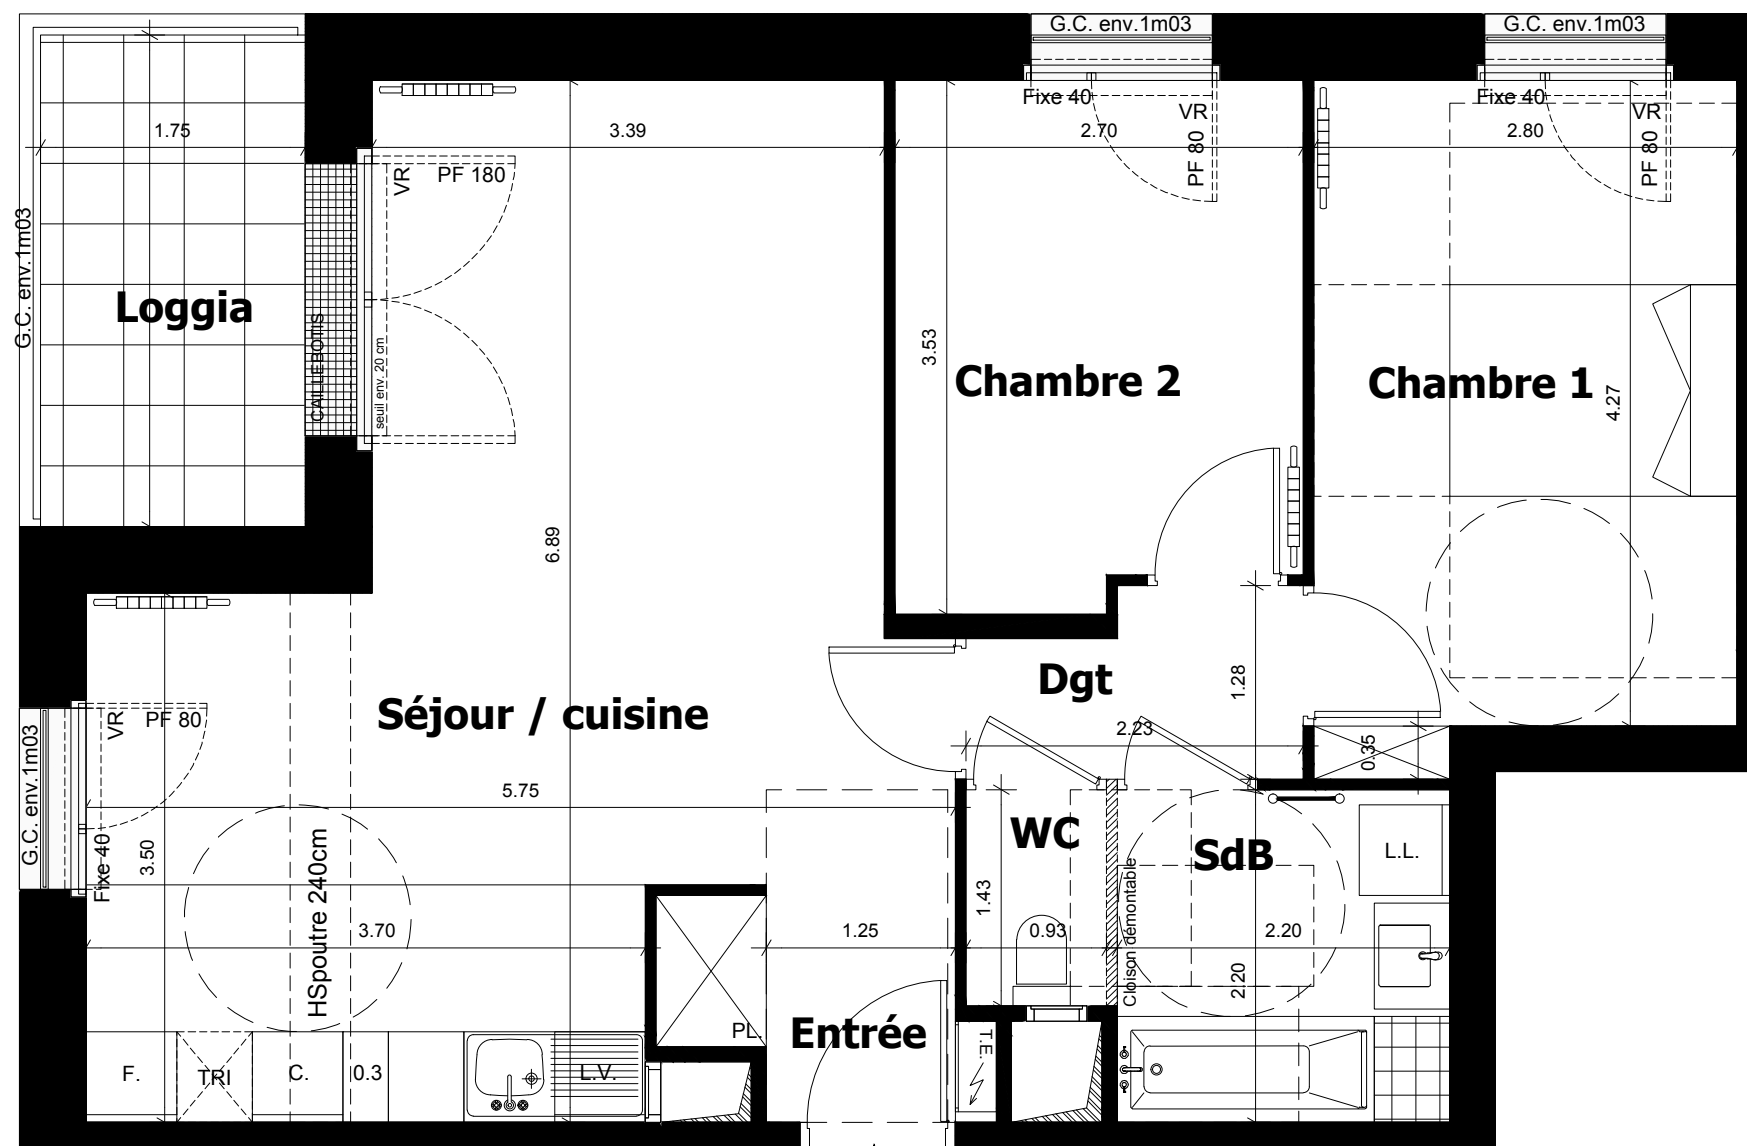 G.C. env.1m03
G.C. env.1m03
Fixe 40
VR
PF 80
Fixe 40
VR
PF 80
1.75
3.39
2.70
2.80
VR
PF 180
G.C. env.1m03
Loggia
CAILLEBOTIS
seuil env. 20 cm
3.53
Chambre 2
Chambre 1
4.27
6.89
Dgt
1.28
Séjour / cuisine
VR
PF 80
2.23
0.35
G.C. env.1m03
5.75
Fixe 40
3.50
HSpoutre 240cm
WC
SdB
L.L.
Cloison démontable
1.43
3.70
1.25
0.93
2.20
2.20
PL.
Entrée
T.E.
F.
TRI
C.
0.3
L.V.